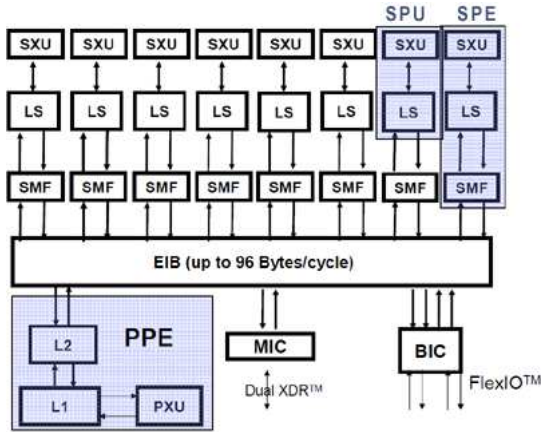 SPU SPE
SXU SXU SXU SXU SXU SXU SXU SXU
LS LS LS LS LS LS LS LS
SMF SMF SMF SMF SMF SMF SMF SMF
EIB (up to 96 Bytes/cycle)
L2 PPE MIC BIC
Dual XDR™ FlexIO™
L1 PXU